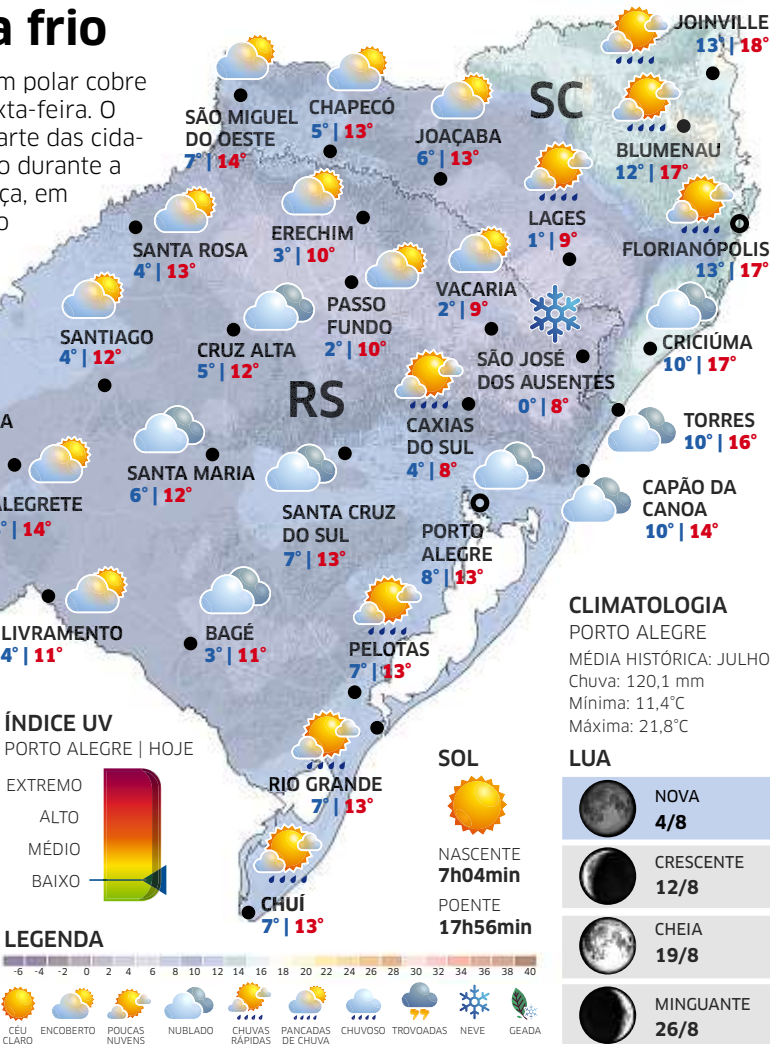 a frio
m polar cobre
xta-feira. O
arte das cida-
o durante a
ça, em
o
SC
RS
JOINVILLE
13° | 18°
SÃO MIGUEL
DO OESTE
7° | 14°
CHAPECÓ
5° | 13°
JOAÇABA
6° | 13°
BLUMENAU
12° | 17°
LAGES
1° | 9°
FLORIANÓPOLIS
13° | 17°
SANTA ROSA
4° | 13°
ERECHIM
3° | 10°
VACARIA
2° | 9°
PASSO
FUNDO
2° | 10°
SANTIAGO
4° | 12°
CRUZ ALTA
5° | 12°
SÃO JOSÉ
DOS AUSENTES
0° | 8°
CRICIÚMA
10° | 17°
CAXIAS
DO SUL
4° | 8°
TORRES
10° | 16°
A
SANTA MARIA
6° | 12°
ALEGRETE
° | 14°
SANTA CRUZ
DO SUL
7° | 13°
PORTO
ALEGRE
8° | 13°
CAPÃO DA
CANOA
10° | 14°
LIVRAMENTO
4° | 11°
BAGÉ
3° | 11°
PELOTAS
7° | 13°
RIO GRANDE
7° | 13°
CHUÍ
7° | 13°
CLIMATOLOGIA
PORTO ALEGRE
MÉDIA HISTÓRICA: JULHO
Chuva: 120,1 mm
Mínima: 11,4°C
Máxima: 21,8°C
ÍNDICE UV
PORTO ALEGRE | HOJE
EXTREMO
ALTO
MÉDIO
BAIXO
SOL
NASCENTE
7h04min
POENTE
17h56min
LUA
NOVA
4/8
CRESCENTE
12/8
CHEIA
19/8
MINGUANTE
26/8
LEGENDA
-6 -4 -2 0 2 4 6 8 10 12 14 16 18 20 22 24 26 28 30 32 34 36 38 40
CÉU
CLARO
ENCOBERTO
POUCAS
NUVENS
NUBLADO
CHUVAS
RÁPIDAS
PANCADAS
DE CHUVA
CHUVOSO
TROVOADAS
NEVE
GEADA